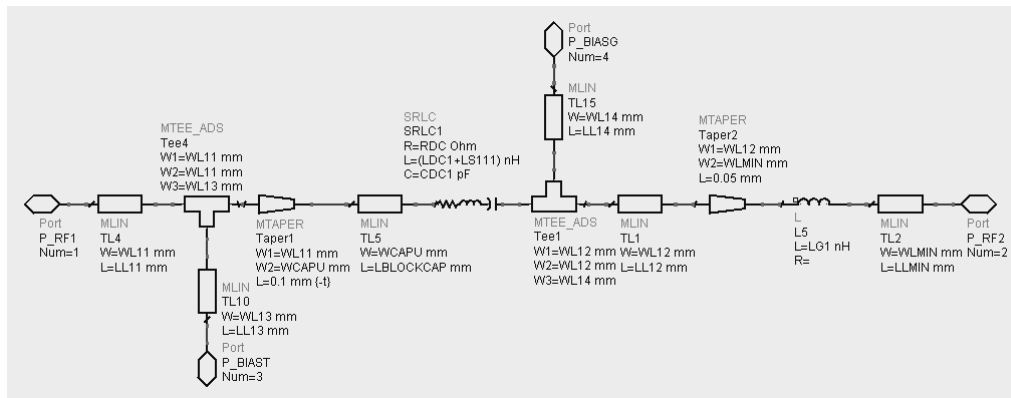 Port
P_BIASG
Num=4
MLIN
TL15
W=WL14 mm
L=LL14 mm
SRLC
SRLC1
R=RDC Ohm
L=(LDC1+LS111) nH
C=CDC1 pF
MTAPER
Taper2
W1=WL12 mm
W2=WLMIN mm
L=0.05 mm
MTEE_ADS
Tee4
W1=WL11 mm
W2=WL11 mm
W3=WL13 mm
Port
P_RF1
Num=1
MLIN
TL4
W=WL11 mm
L=LL11 mm
MTAPER
Taper1
W1=WL11 mm
W2=WCAPU mm
L=0.1 mm {-t}
MLIN
TL5
W=WCAPU mm
L=LBLOCKCAP mm
MTEE_ADS
Tee1
W1=WL12 mm
W2=WL12 mm
W3=WL14 mm
MLIN
TL1
W=WL12 mm
L=LL12 mm
L
L5
L=LG1 nH
R=
MLIN
TL2
W=WLMIN mm
L=LLMIN mm
Port
P_RF2
Num=2
MLIN
TL10
W=WL13 mm
L=LL13 mm
Port
P_BIAST
Num=3